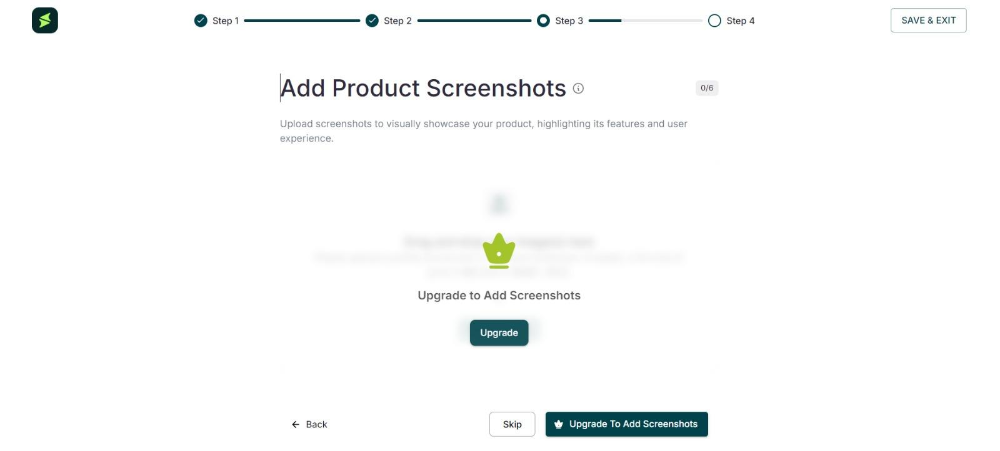 Step 1
Step 2
Step 3
Step 4
SAVE & EXIT
Add Product Screenshots
0/6
Upload screenshots to visually showcase your product, highlighting its features and user
experience.
Upgrade to Add Screenshots
Upgrade
Back
Skip
Upgrade To Add Screenshots